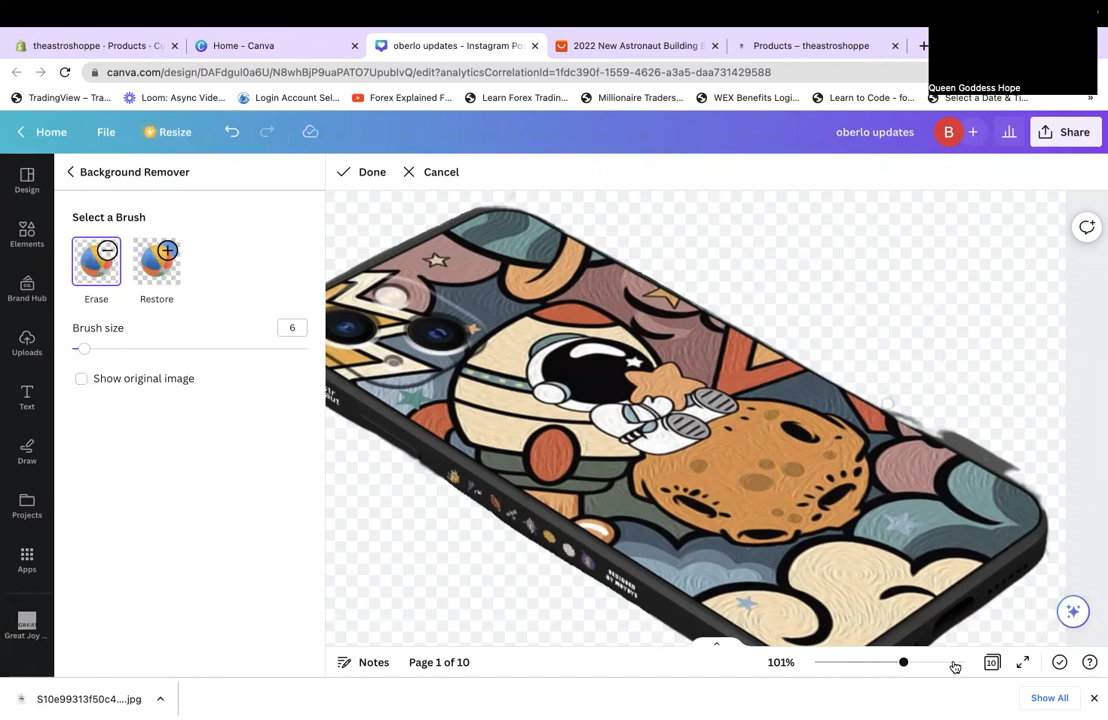 theastroshoppe · Products · Cu
Home - Canva
oberlo updates - Instagram Po
2022 New Astronaut Building B
Products – theastroshoppe
canva.com/design/DAFdgul0a6U/N8whBjP9uaPATO7UpublvQ/edit?analyticsCorrelationId=1fdc390f-1559-4626-a3a5-daa731429588
Queen Goddess Hope
TradingView – Tra...
Loom: Async Vide...
Login Account Sel...
Forex Explained F...
Learn Forex Tradin...
Millionaire Traders...
WEX Benefits Logi...
Learn to Code - fo...
Select a Date & Ti...
»
Home
File
Resize
oberlo updates
B
+
Share
Design
Elements
Brand Hub
Uploads
Text
Draw
Projects
Apps
GREAT
Great Joy ...
Background Remover
Done
Cancel
Select a Brush
Erase
Restore
Brush size
6
Show original image
DESIGNED
BY MRYDYS
Notes
Page 1 of 10
101%
10
S10e99313f50c4....jpg
Show All